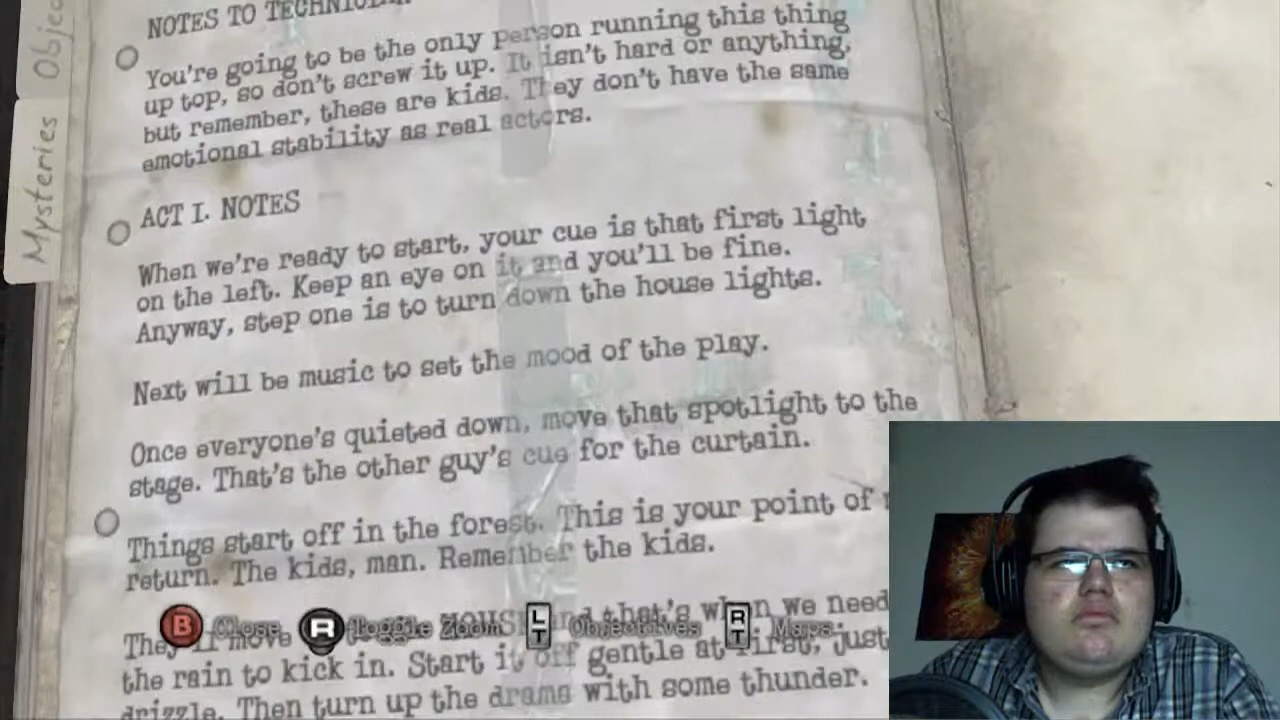 Mysteries
Objec
NOTES TO
You're going to be the only person running this thing
up top, so don't screw it up. It isn't hard or anything,
but remember, these are kids. They don't have the same
emotional stability as real actors.
ACT I. NOTES
When we're ready to start, your cue is that first light
on the left. Keep an eye on it and you'll be fine.
Anyway, step one is to turn down the house lights.
Next will be music to set the mood of the play.
Once everyone's quieted down, move that spotlight to the
stage. That's the other guy's cue for the curtain.
Things start off in the forest. This is your point of
return. The kids, man. Remember the kids.
They'll move and that's when we need
B Close R Toggle Zoom LT Objectives RT Maps
the rain to kick in. Start it off gentle at first, just
drizzle. Then turn up the drama with some thunder.